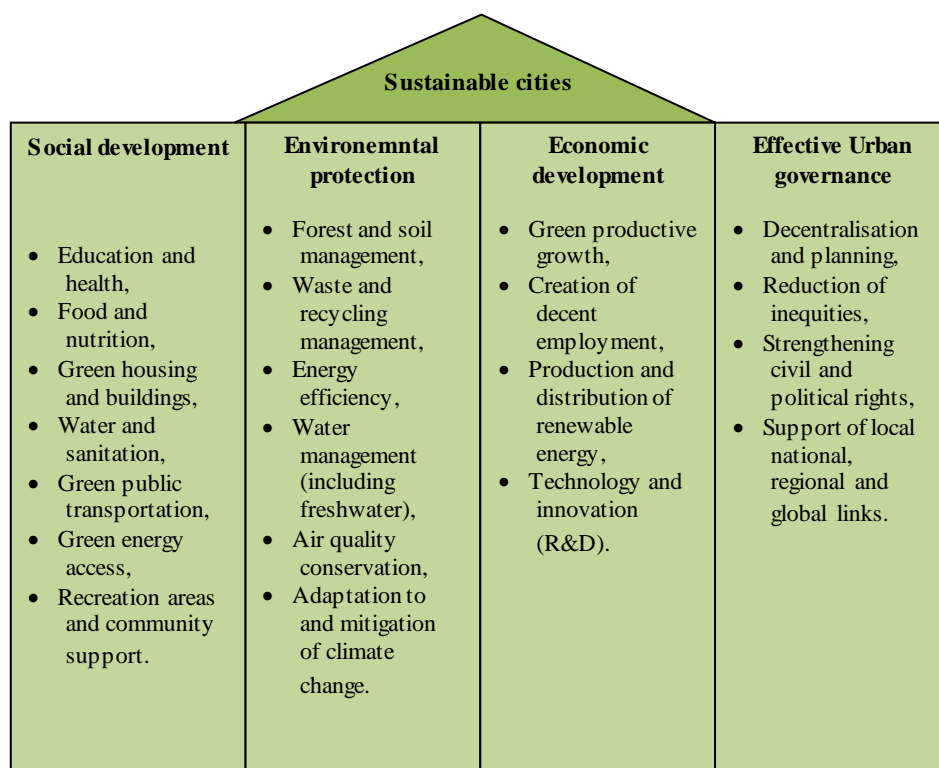 Sustainable cities
Social development
• Education and
health,
• Food and
nutrition,
• Green housing
and buildings,
• Water and
sanitation,
• Green public
transportation,
• Green energy
access,
• Recreation areas
and community
support.
Environemntal
protection
• Forest and soil
management,
• Waste and
recycling
management,
• Energy
efficiency,
• Water
management
(including
freshwater),
• Air quality
conservation,
• Adaptation to
and mitigation
of climate
change.
Economic
development
• Green productive
growth,
• Creation of
decent
employment,
• Production and
distribution of
renewable
energy,
• Technology and
innovation
(R&D).
Effective Urban
governance
• Decentralisation
and planning,
• Reduction of
inequities,
• Strengthening
civil and
political rights,
• Support of local
national,
regional and
global links.